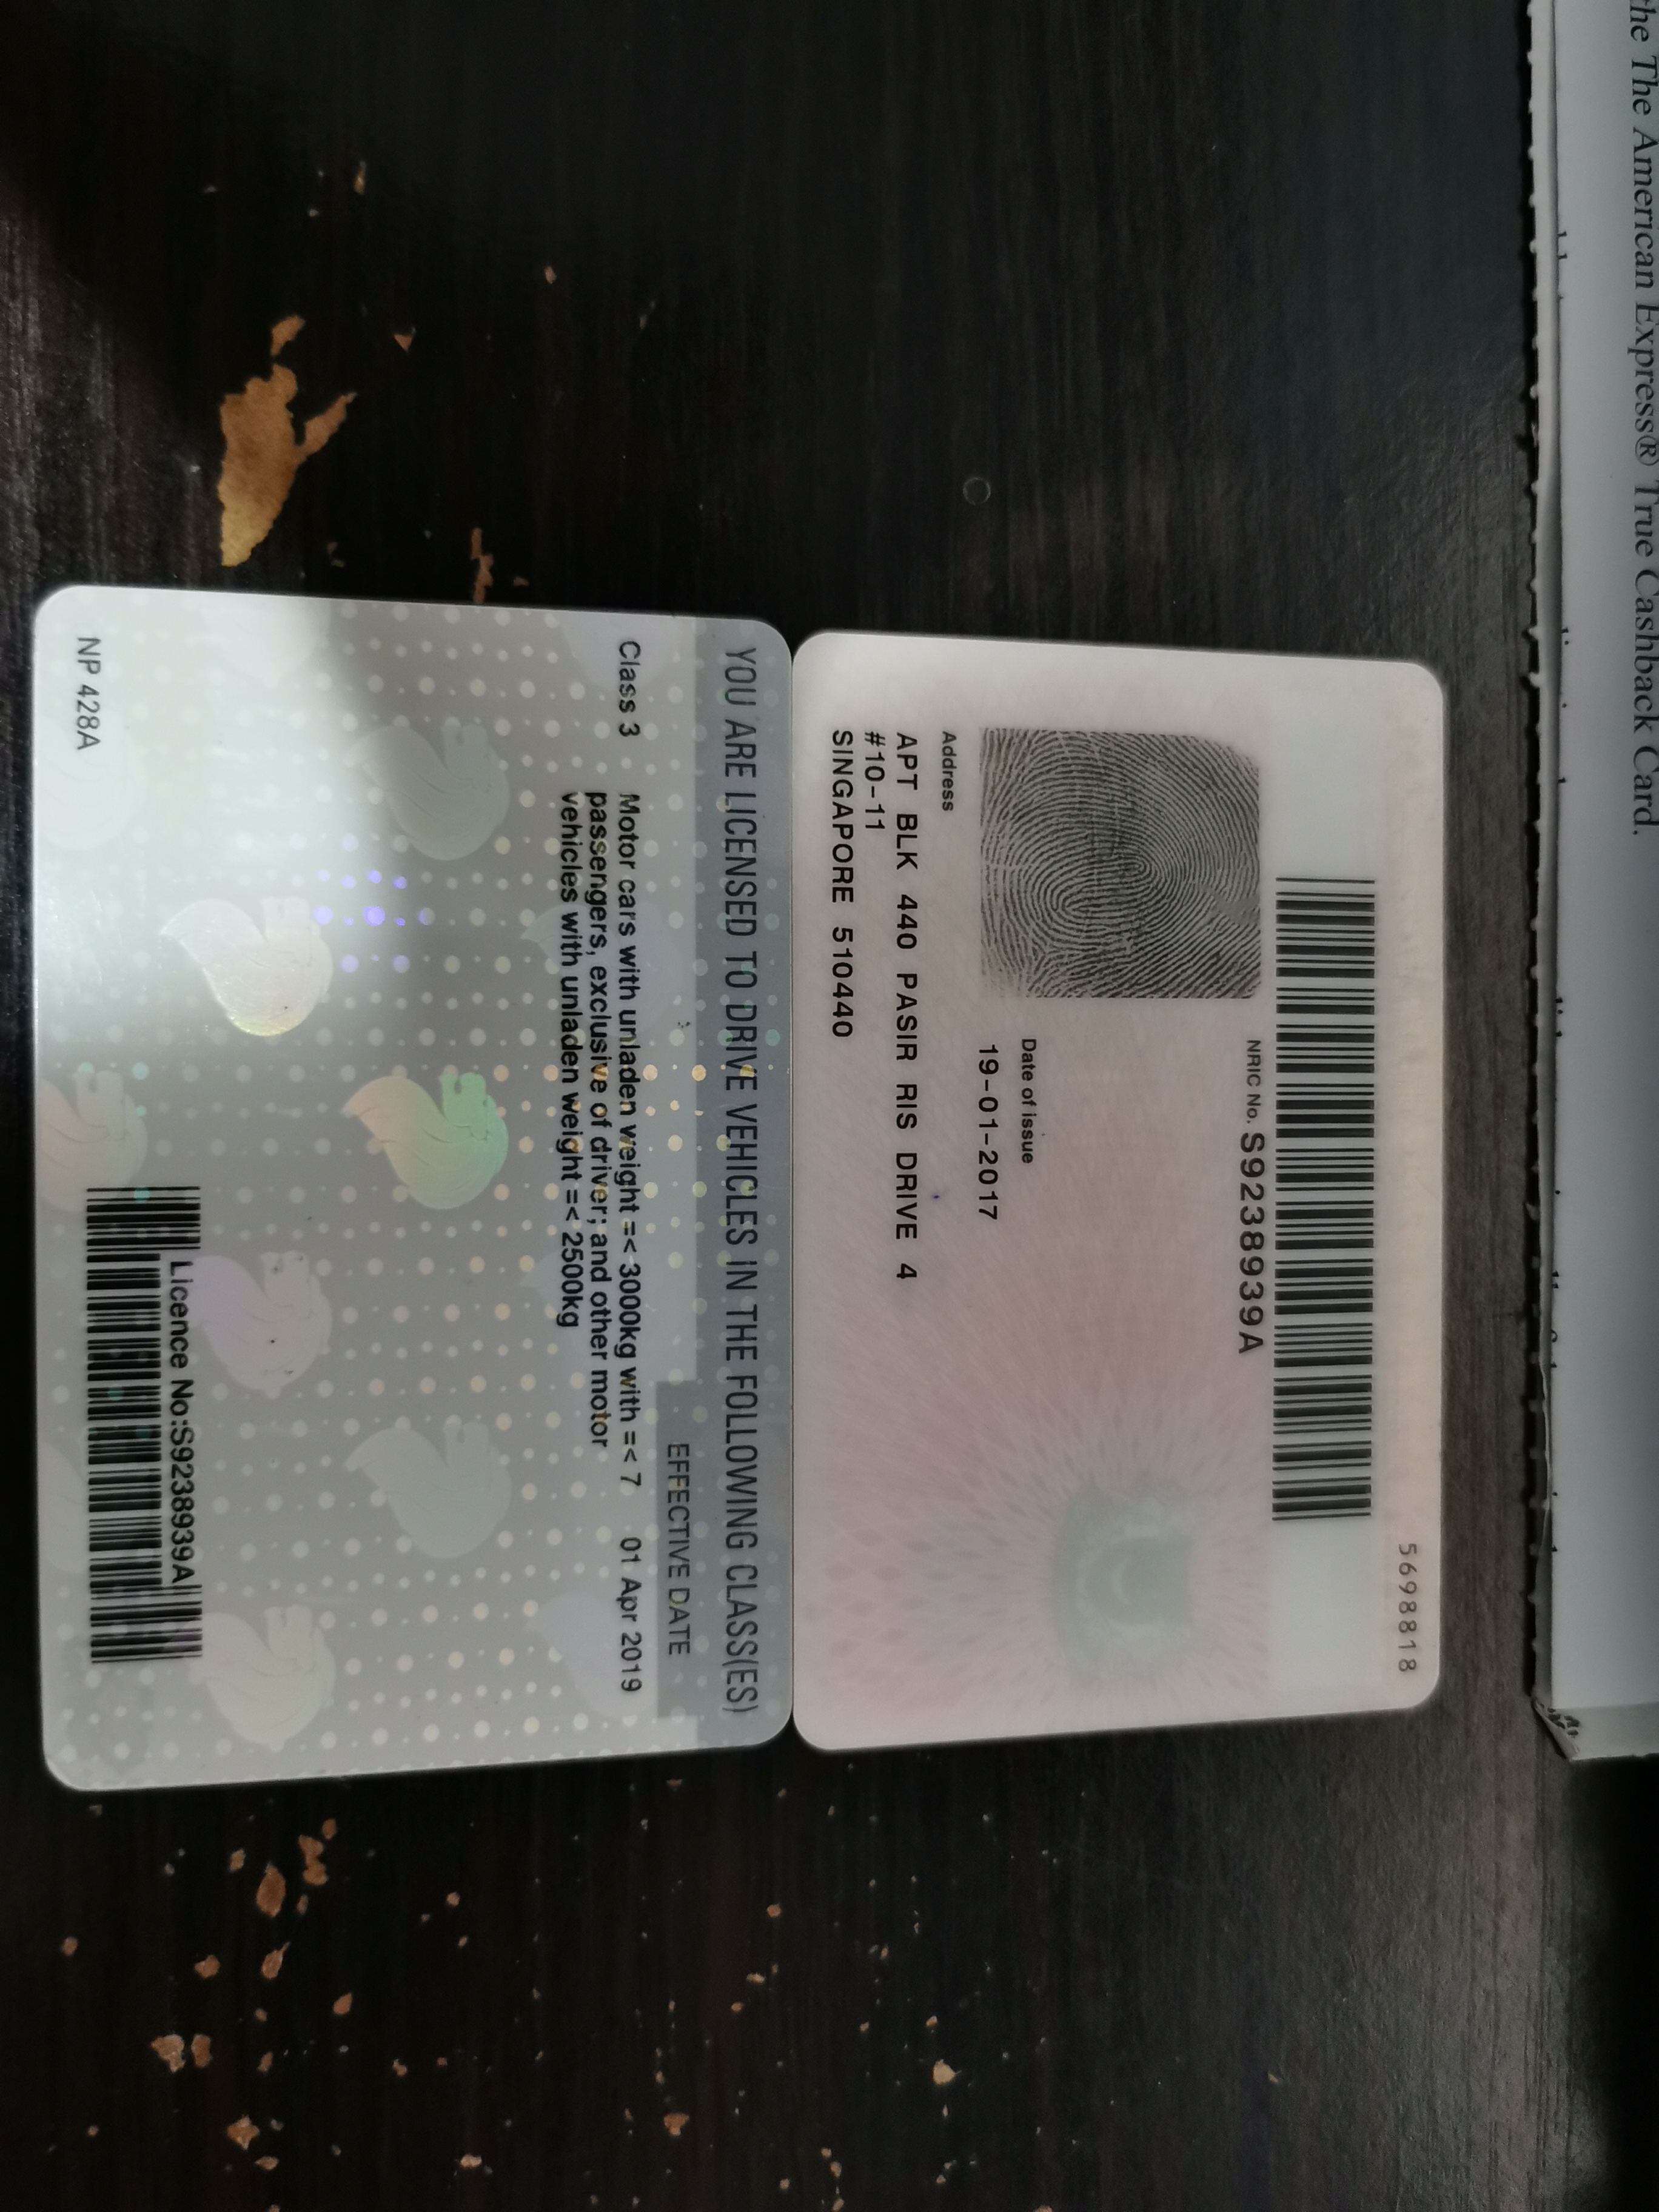 the The American Express® True Cashback Card.
56988818
NRIC No. S9238939A
Date of issue
19-01-2017
Address
APT BLK 440 PASIR RIS DRIVE 4
#10-11
SINGAPORE 510440
YOU ARE LICENSED TO DRIVE VEHICLES IN THE FOLLOWING CLASS(ES)
EFFECTIVE DATE
Class 3 Motor cars with unladen weight =< 3000kg with =< 7 01 Apr 2019
passengers, exclusive of driver; and other motor
vehicles with unladen weight =< 2500kg
Licence No:S9238939A
NP 428A